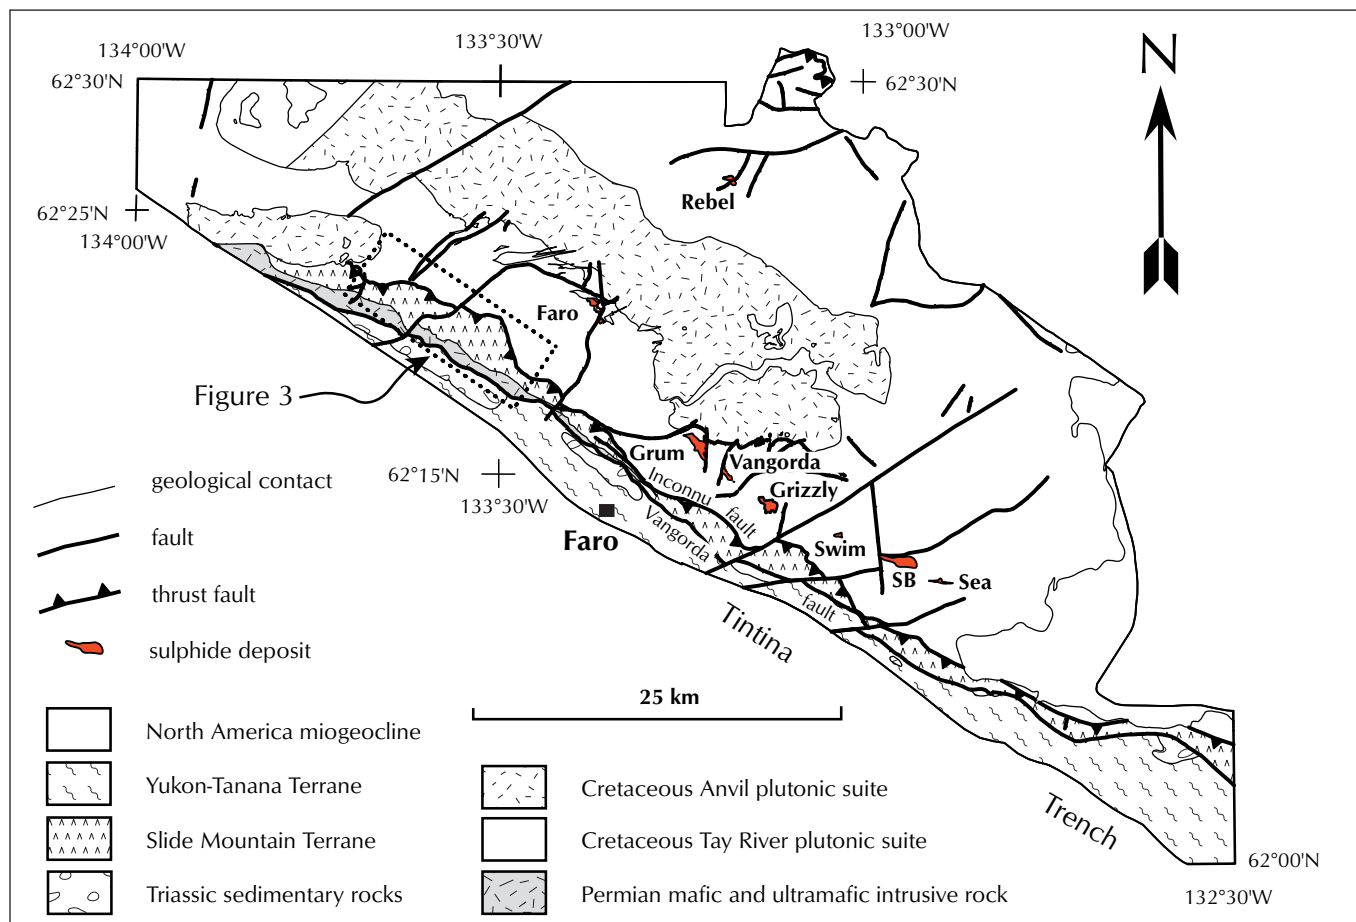 134°00'W
133°30'W
133°00'W
62°30'N
62°30'N
N
Rebel
62°25'N
134°00'W
Faro
Figure 3
Grum
Vangorda
62°15'N
133°30'W
Inconnu
fault
Grizzly
Vangorda
fault
Faro
Swim
SB
Sea
Tintina
Trench
geological contact
fault
thrust fault
sulphide deposit
25 km
North America miogeocline
Yukon-Tanana Terrane
Slide Mountain Terrane
Triassic sedimentary rocks
Cretaceous Anvil plutonic suite
Cretaceous Tay River plutonic suite
Permian mafic and ultramafic intrusive rock
62°00'N
132°30'W